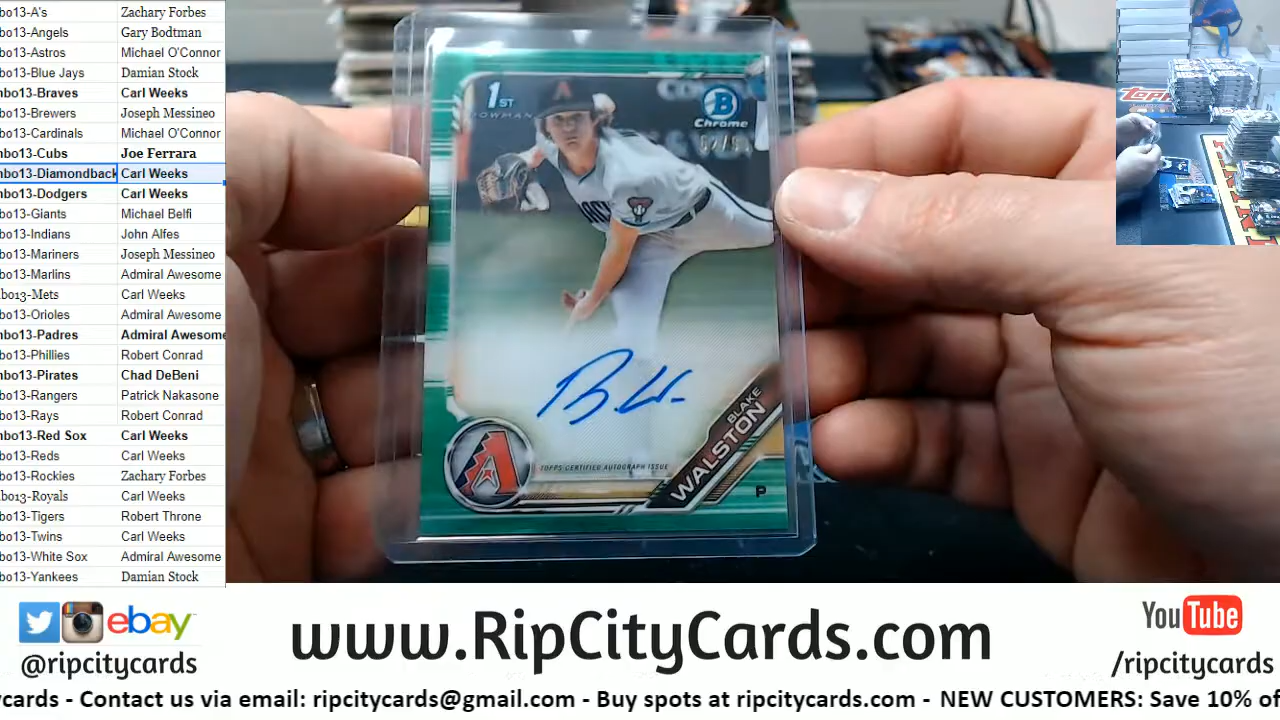 bo13-A's Zachary Forbes
bo13-Angels Gary Bodtman
bo13-Astros Michael O'Connor
bo13-Blue Jays Damian Stock
nbo13-Braves Carl Weeks
bo13-Brewers Joseph Messineo
bo13-Cardinals Michael O'Connor
nbo13-Cubs Joe Ferrara
nbo13-Diamondback Carl Weeks
nbo13-Dodgers Carl Weeks
bo13-Giants Michael Belfi
bo13-Indians John Alfes
bo13-Mariners Joseph Messineo
bo13-Marlins Admiral Awesome
bo13-Mets Carl Weeks
bo13-Orioles Admiral Awesome
nbo13-Padres Admiral Awesome
bo13-Phillies Robert Conrad
nbo13-Pirates Chad DeBeni
bo13-Rangers Patrick Nakasone
bo13-Rays Robert Conrad
nbo13-Red Sox Carl Weeks
bo13-Reds Carl Weeks
bo13-Rockies Zachary Forbes
bo13-Royals Carl Weeks
bo13-Tigers Robert Throne
bo13-Twins Carl Weeks
bo13-White Sox Admiral Awesome
bo13-Yankees Damian Stock
1ST
BOWMAN
B
Chrome
A
TOPPS CERTIFIED AUTOGRAPH ISSUE
BLAKE
WALSTON
P
TOPPS
ebay
@ripcitycards
www.RipCityCards.com
YouTube
/ripcitycards
cards - Contact us via email: ripcitycards@gmail.com - Buy spots at ripcitycards.com - NEW CUSTOMERS: Save 10% of